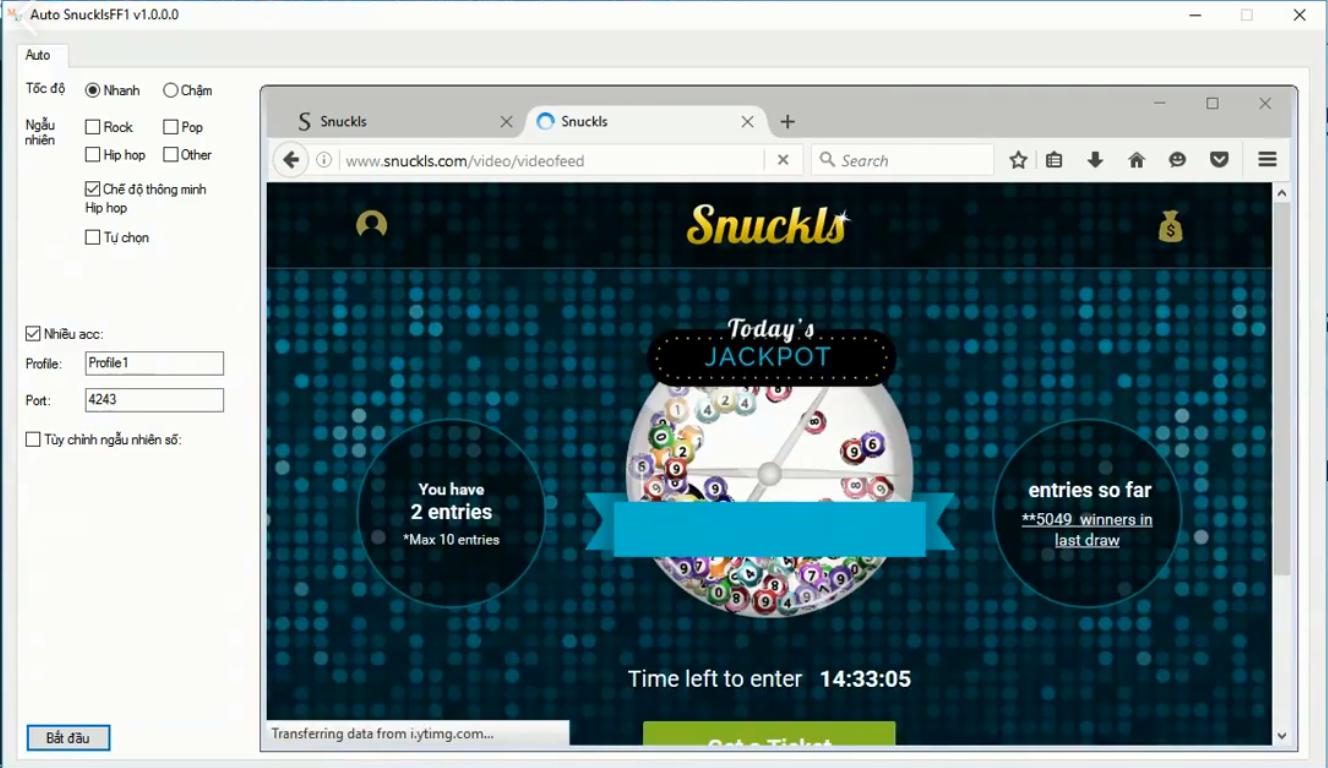 Auto SnucklsFF1 v1.0.0.0
Auto
Tốc độ
Nhanh
Chậm
Ngẫu
nhiên
Rock
Pop
Hip hop
Other
Chế độ thông minh
Hip hop
Tự chọn
Nhiều acc:
Profile:
Profile1
Port:
4243
Tùy chỉnh ngẫu nhiên số:
Bắt đầu
Snuckls
Snuckls
www.snuckls.com/video/videofeed
Search
Snuckls
$
Today's
JACKPOT
You have
2 entries
*Max 10 entries
entries so far
**5049 winners in
last draw
Time left to enter 14:33:05
Get a Ticket
Transferring data from i.ytimg.com...